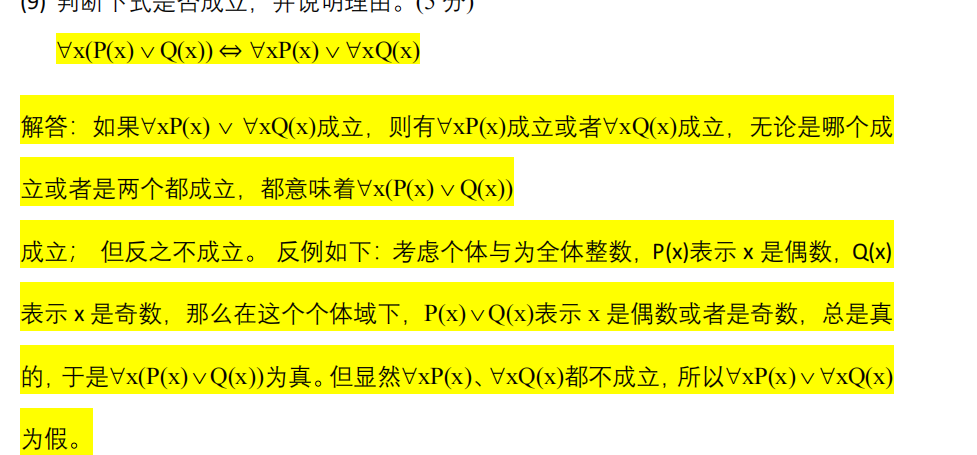 (9) 判断下式是否成立，并说明理由。(5 分)
∀x(P(x) ∨ Q(x)) ⇔ ∀xP(x) ∨ ∀xQ(x)
解答：如果∀xP(x) ∨ ∀xQ(x)成立，则有∀xP(x)成立或者∀xQ(x)成立，无论是哪个成
立或者是两个都成立，都意味着∀x(P(x) ∨ Q(x))
成立； 但反之不成立。 反例如下：考虑个体与为全体整数，P(x)表示 x 是偶数，Q(x)
表示 x 是奇数，那么在这个个体域下，P(x)∨Q(x)表示 x 是偶数或者是奇数，总是真
的，于是∀x(P(x)∨Q(x))为真。但显然∀xP(x)、∀xQ(x)都不成立，所以∀xP(x)∨∀xQ(x)
为假。